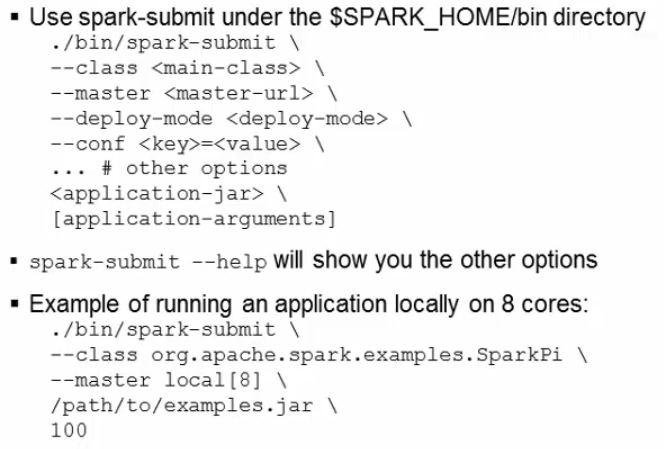 ▪ Use spark-submit under the $SPARK_HOME/bin directory
./bin/spark-submit \
--class <main-class> \
--master <master-url> \
--deploy-mode <deploy-mode> \
--conf <key>=<value> \
... # other options
<application-jar> \
[application-arguments]
▪ spark-submit --help will show you the other options
▪ Example of running an application locally on 8 cores:
./bin/spark-submit \
--class org.apache.spark.examples.SparkPi \
--master local[8] \
/path/to/examples.jar \
100